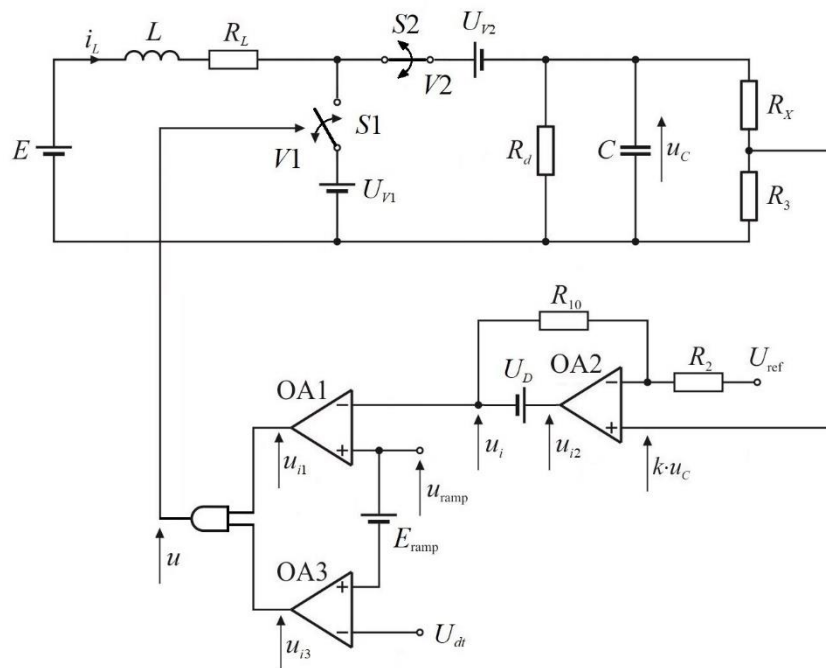 i_L
L
R_L
S2
U_V2
V2
E
V1
S1
U_V1
R_d
C
u_C
R_X
R_3
R_10
R_2
U_ref
U_D
OA2
−
+
OA1
−
+
u_i
u_i2
k·u_C
u_i1
u_ramp
E_ramp
u
OA3
+
−
u_i3
U_dt